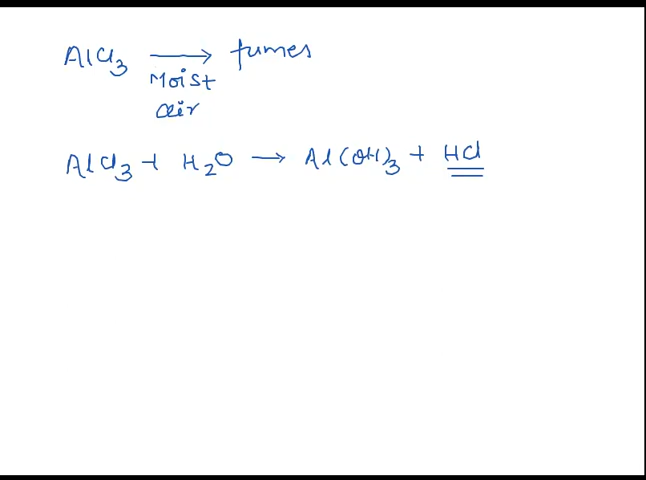 AlCl3 → fumes
Moist
air
AlCl3 + H2O → Al(OH)3 + HCl